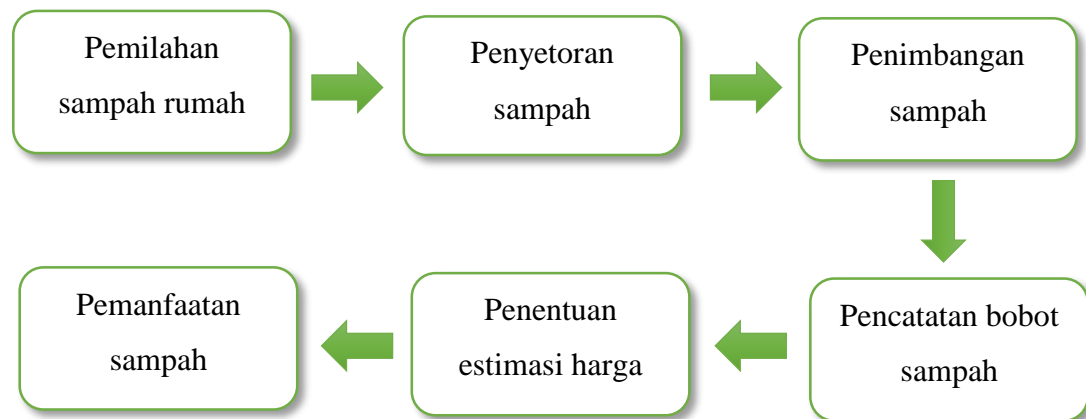 Pemilahan
sampah rumah
Penyetoran
sampah
Penimbangan
sampah
Pencatatan bobot
sampah
Penentuan
estimasi harga
Pemanfaatan
sampah